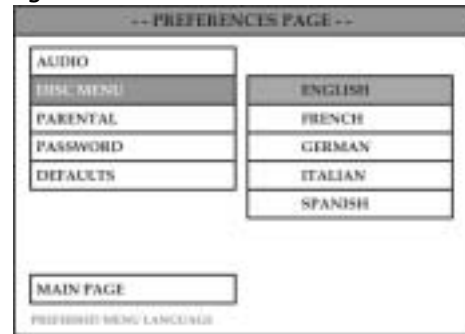 -- PREFERENCES PAGE --
AUDIO
DISC MENU
PARENTAL
PASSWORD
DEFAULTS
ENGLISH
FRENCH
GERMAN
ITALIAN
SPANISH
MAIN PAGE
PREFERRED MENU LANGUAGE